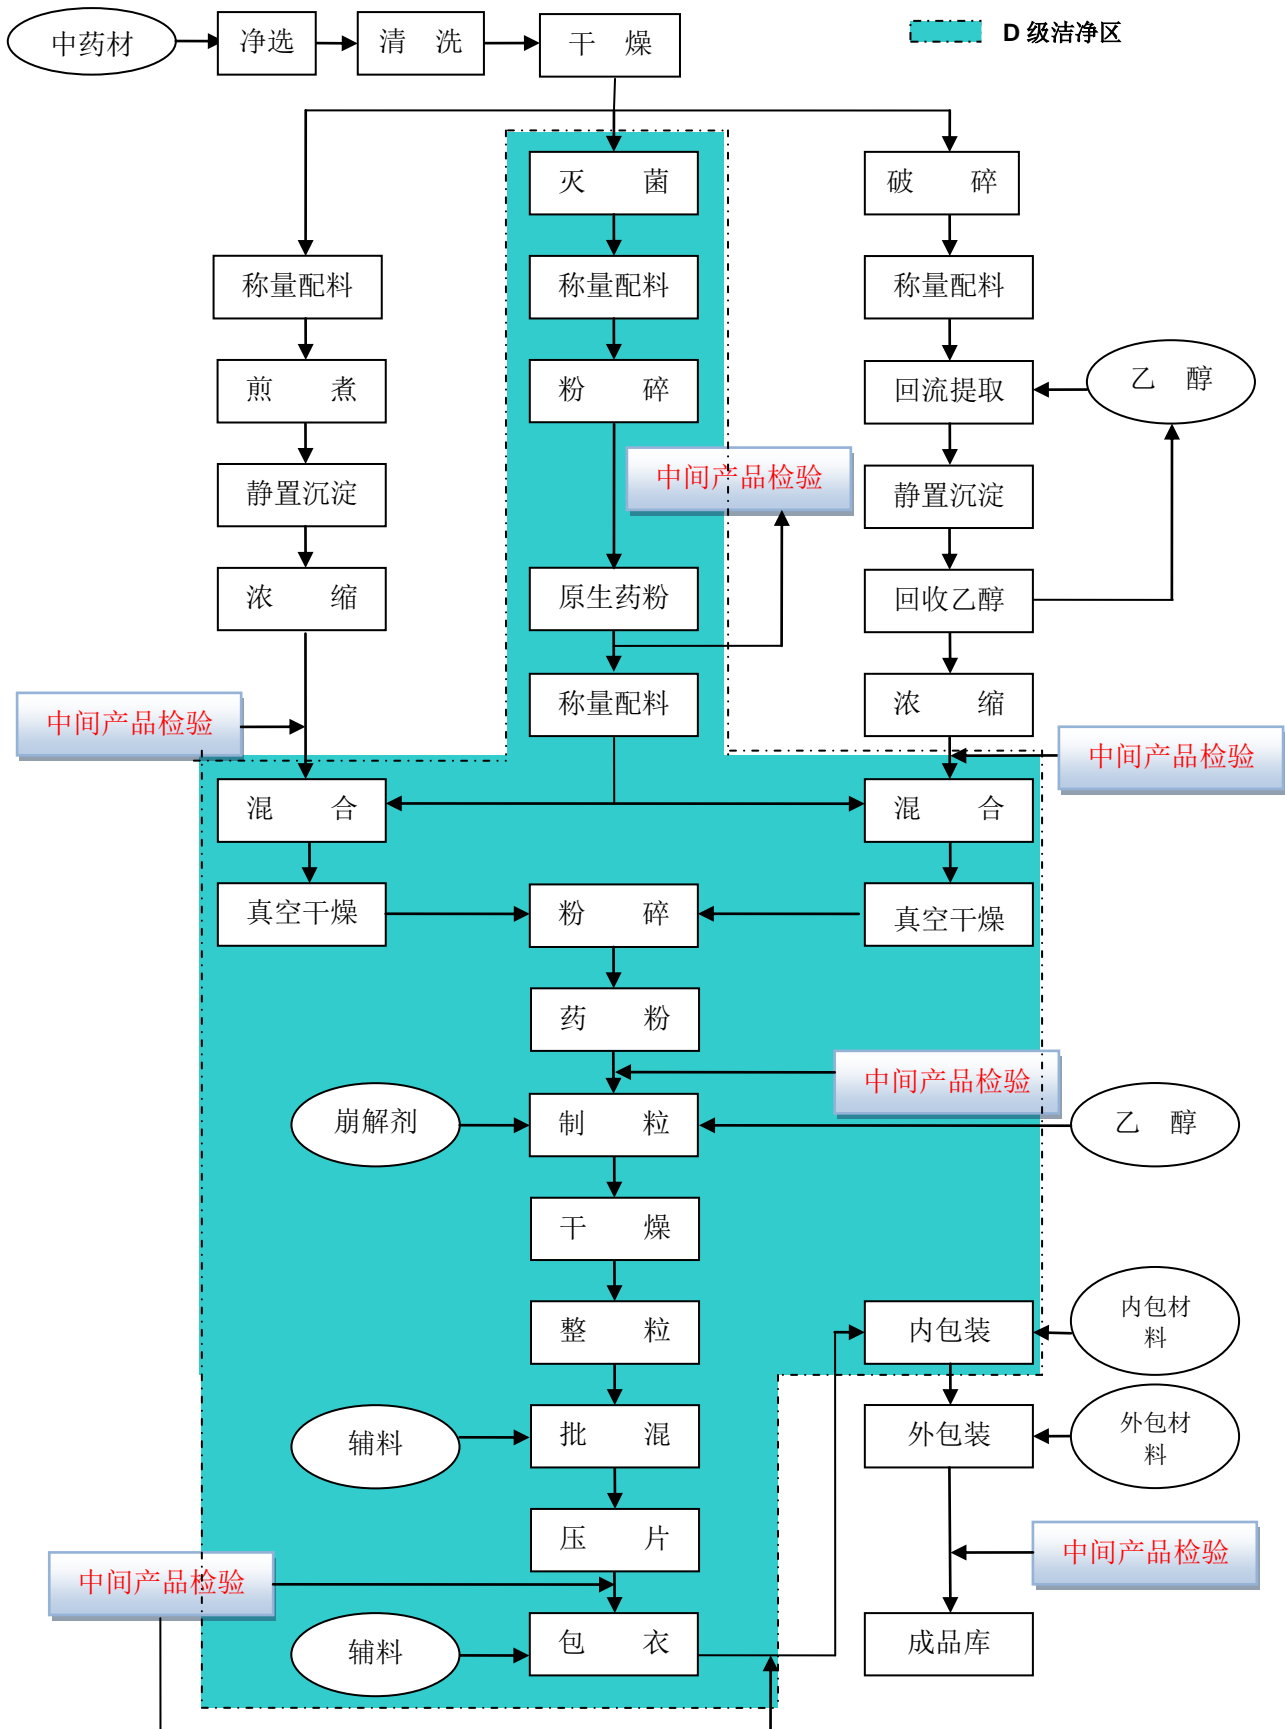 中药材
净选
清 洗
干 燥
D 级洁净区
灭 菌
破 碎
称量配料
称量配料
称量配料
煎 煮
粉 碎
回流提取
乙 醇
中间产品检验
静置沉淀
静置沉淀
浓 缩
原生药粉
回收乙醇
称量配料
浓 缩
中间产品检验
中间产品检验
混 合
混 合
真空干燥
粉 碎
真空干燥
药 粉
中间产品检验
崩解剂
制 粒
乙 醇
干 燥
整 粒
内包装
内包材
料
批 混
辅料
外包装
外包材
料
压 片
中间产品检验
中间产品检验
包 衣
辅料
成品库